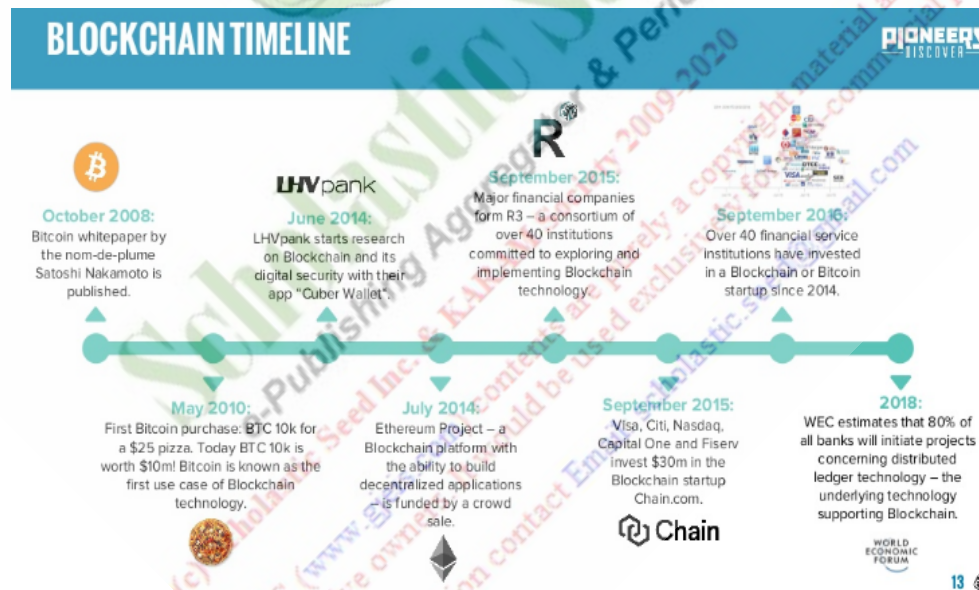 BLOCKCHAIN TIMELINE
PIONEERS
DISCOVER
LHVpank
R
October 2008:
Bitcoin whitepaper by
the nom-de-plume
Satoshi Nakamoto is
published.
June 2014:
LHVpank starts research
on Blockchain and its
digital security with their
app "Cuber Wallet".
September 2015:
Major financial companies
form R3 – a consortium of
over 40 institutions
committed to exploring and
implementing Blockchain
technology.
September 2016:
Over 40 financial service
institutions have invested
in a Blockchain or Bitcoin
startup since 2014.
May 2010:
First Bitcoin purchase: BTC 10k for
a $25 pizza. Today BTC 10k is
worth $10m! Bitcoin is known as the
first use case of Blockchain
technology.
July 2014:
Ethereum Project – a
Blockchain platform with
the ability to build
decentralized applications
– is funded by a crowd
sale.
September 2015:
Visa, Citi, Nasdaq,
Capital One and Fiserv
invest $30m in the
Blockchain startup
Chain.com.
Chain
2018:
WEC estimates that 80% of
all banks will initiate projects
concerning distributed
ledger technology – the
underlying technology
supporting Blockchain.
WORLD
ECONOMIC
FORUM
13